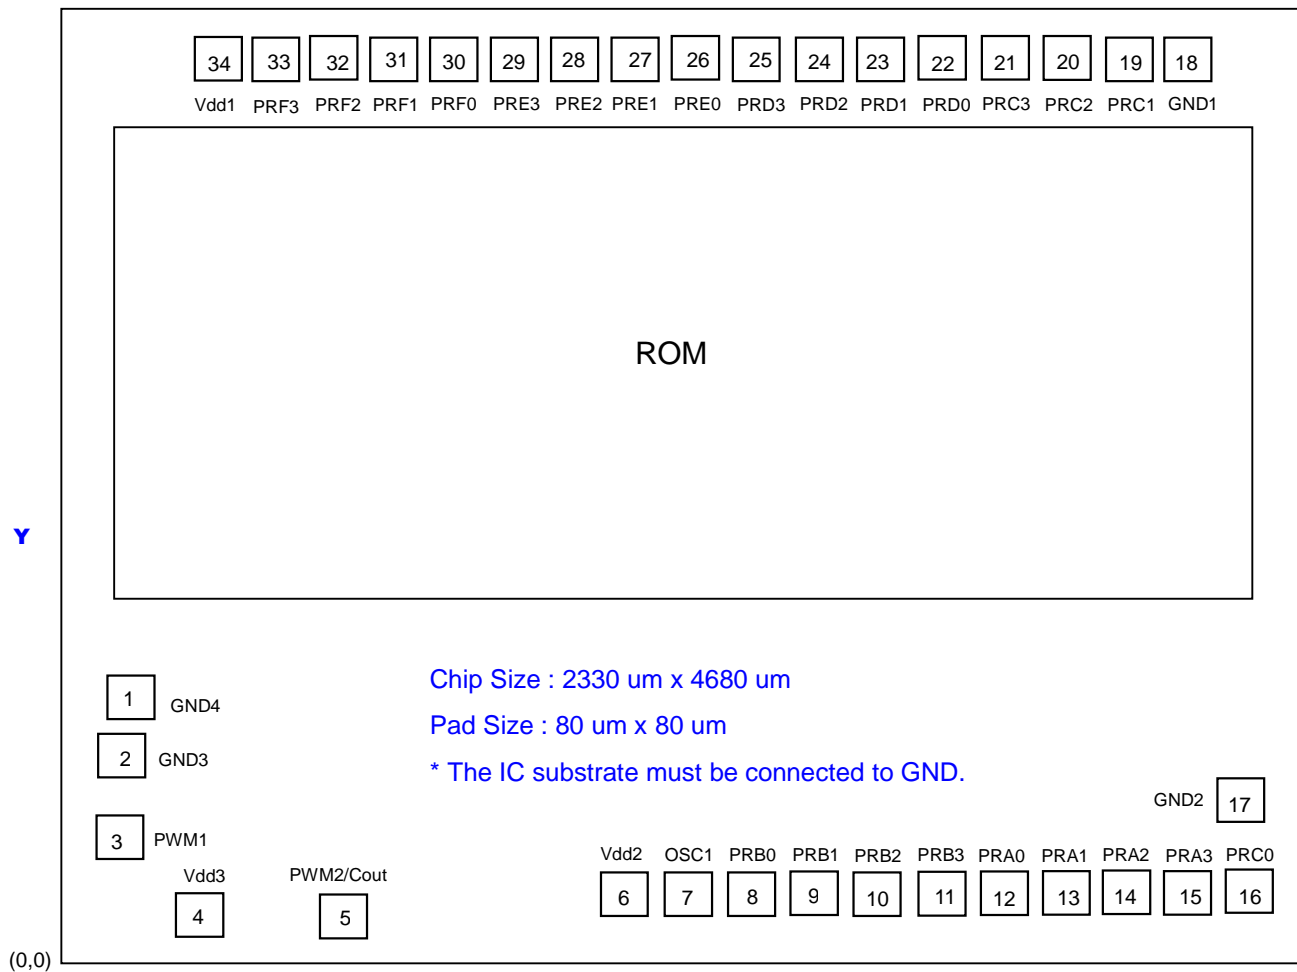 34 33 32 31 30 29 28 27 26 25 24 23 22 21 20 19 18
Vdd1 PRF3 PRF2 PRF1 PRF0 PRE3 PRE2 PRE1 PRE0 PRD3 PRD2 PRD1 PRD0 PRC3 PRC2 PRC1 GND1
ROM
Y
Chip Size : 2330 um x 4680 um
1 GND4
Pad Size : 80 um x 80 um
2 GND3
* The IC substrate must be connected to GND.
GND2 17
3 PWM1
Vdd2 OSC1 PRB0 PRB1 PRB2 PRB3 PRA0 PRA1 PRA2 PRA3 PRC0
Vdd3 PWM2/Cout
6 7 8 9 10 11 12 13 14 15 16
4 5
(0,0)